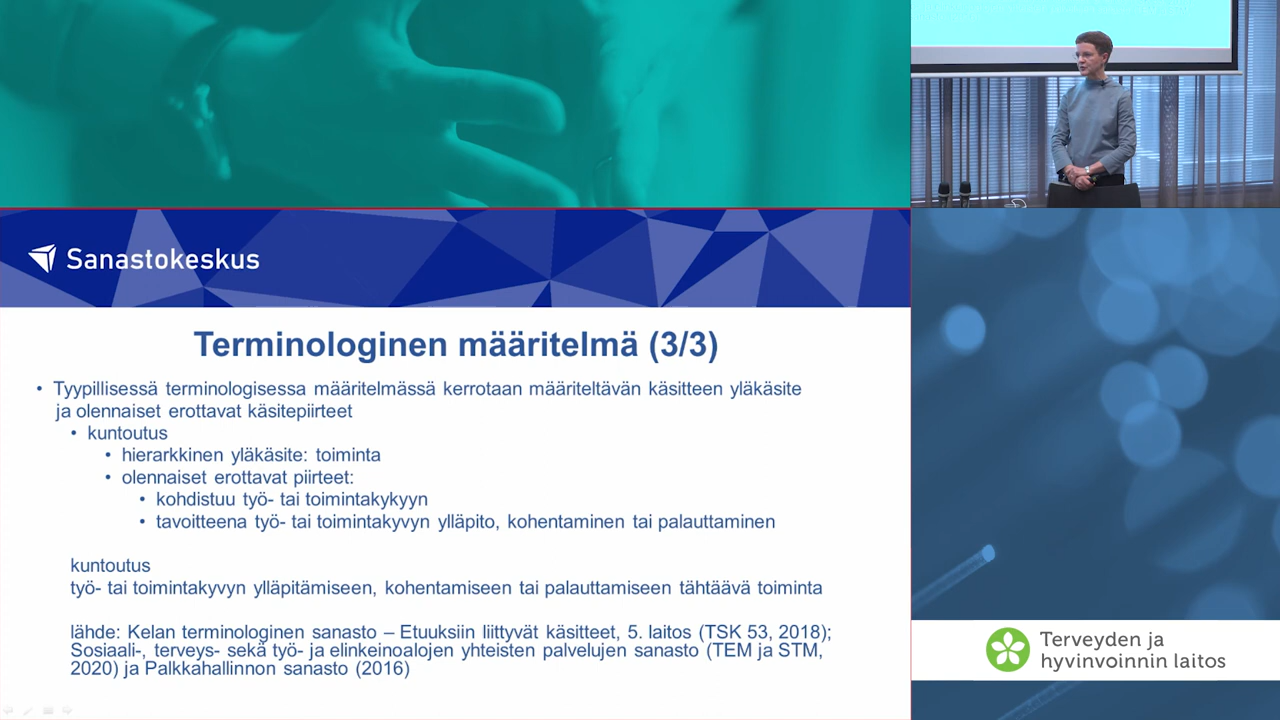 Sanastokeskus
Terminologinen määritelmä (3/3)
• Tyypillisessä terminologisessa määritelmässä kerrotaan määriteltävän käsitteen yläkäsite
ja olennaiset erottavat käsitepiirteet
• kuntoutus
• hierarkkinen yläkäsite: toiminta
• olennaiset erottavat piirteet:
• kohdistuu työ- tai toimintakykyyn
• tavoitteena työ- tai toimintakyvyn ylläpito, kohentaminen tai palauttaminen
kuntoutus
työ- tai toimintakyvyn ylläpitämiseen, kohentamiseen tai palauttamiseen tähtäävä toiminta
lähde: Kelan terminologinen sanasto – Etuuksiin liittyvät käsitteet, 5. laitos (TSK 53, 2018);
Sosiaali-, terveys- sekä työ- ja elinkeinoalojen yhteisten palvelujen sanasto (TEM ja STM,
2020) ja Palkkahallinnon sanasto (2016)
Terveyden ja
hyvinvoinnin laitos